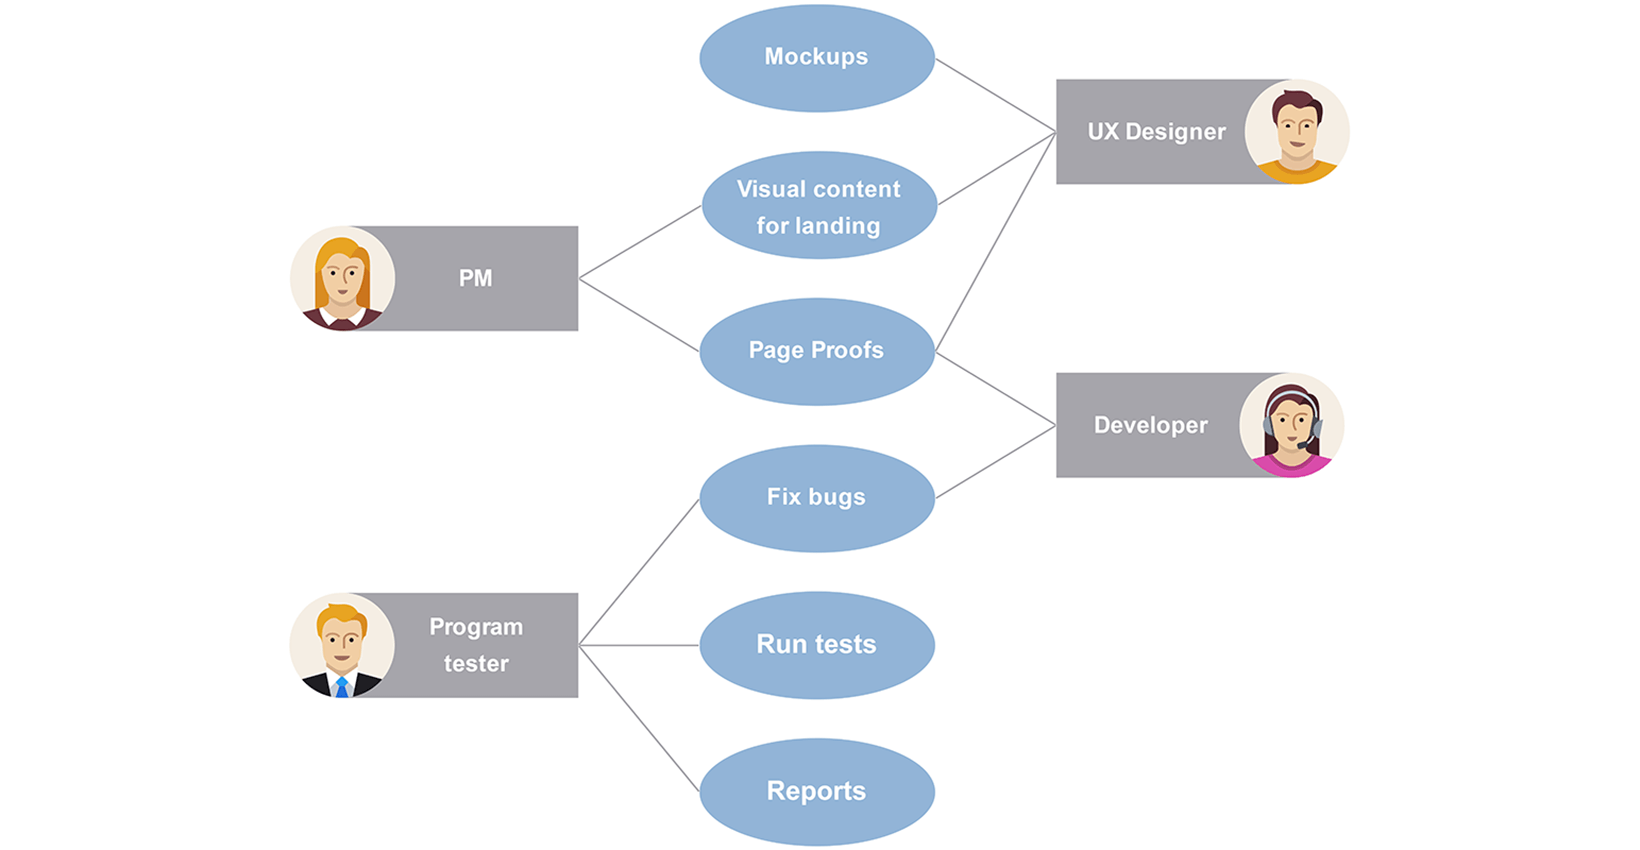 Mockups
UX Designer
Visual content
for landing
PM
Page Proofs
Developer
Fix bugs
Program
tester
Run tests
Reports